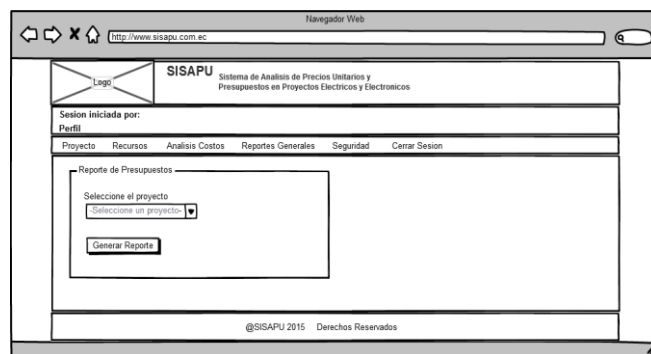 Navegador Web
http://www.sisapu.com.ec
Logo
SISAPU
Sistema de Analisis de Precios Unitarios y
Presupuestos en Proyectos Electricos y Electronicos
Sesion iniciada por:
Perfil
Proyecto Recursos Analisis Costos Reportes Generales Seguridad Cerrar Sesion
Reporte de Presupuestos
Seleccione el proyecto
-Seleccione un proyecto-
Generar Reporte
@SISAPU 2015 Derechos Reservados